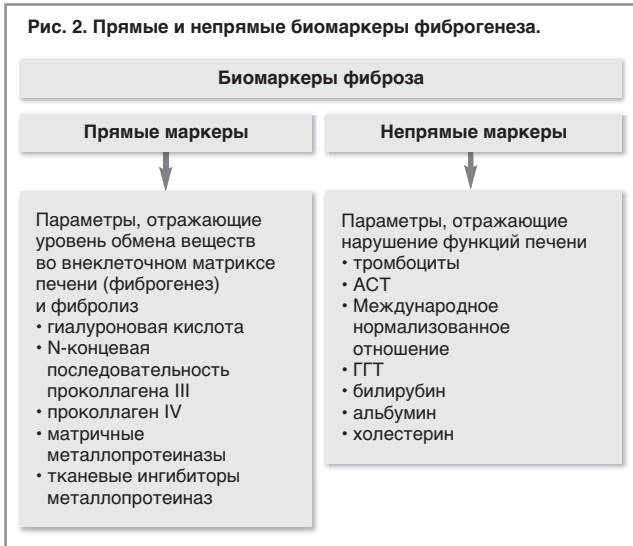 Рис. 2. Прямые и непрямые биомаркеры фиброгенеза.
Биомаркеры фиброза
Прямые маркеры
Параметры, отражающие
уровень обмена веществ
во внеклеточном матриксе
печени (фиброгенез)
и фибролиз
• гиалуроновая кислота
• N-концевая
последовательность
проколлагена III
• проколлаген IV
• матричные
металлопротеиназы
• тканевые ингибиторы
металлопротеиназ
Непрямые маркеры
Параметры, отражающие
нарушение функций печени
• тромбоциты
• АСТ
• Международное
нормализованное
отношение
• ГГТ
• билирубин
• альбумин
• холестерин